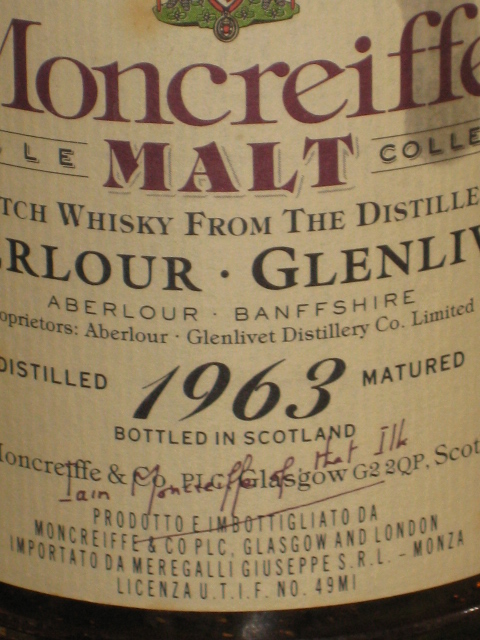 Moncreiffe
LE MALT COLLE
TCH WHISKY FROM THE DISTILLE
RLOUR · GLENLIV
ABERLOUR · BANFFSHIRE
oprietors: Aberlour · Glenlivet Distillery Co. Limited
DISTILLED 1963 MATURED
BOTTLED IN SCOTLAND
Moncreiffe & Co. PLC, Glasgow G2 2QP, Scot
Iain Moncreiffe of that Ilk
PRODOTTO E IMBOTTIGLIATO DA
MONCREIFFE & CO PLC, GLASGOW AND LONDON
IMPORTATO DA MEREGALLI GIUSEPPE S.R.L. - MONZA
LICENZA U.T.I.F. NO. 49MI